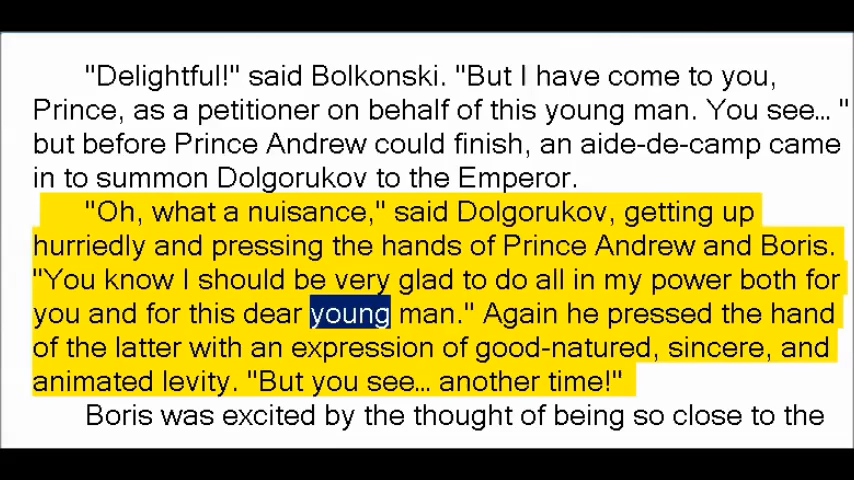 "Delightful!" said Bolkonski. "But I have come to you,
Prince, as a petitioner on behalf of this young man. You see... "
but before Prince Andrew could finish, an aide-de-camp came
in to summon Dolgorukov to the Emperor.
"Oh, what a nuisance," said Dolgorukov, getting up
hurriedly and pressing the hands of Prince Andrew and Boris.
"You know I should be very glad to do all in my power both for
you and for this dear young man." Again he pressed the hand
of the latter with an expression of good-natured, sincere, and
animated levity. "But you see... another time!"
Boris was excited by the thought of being so close to the